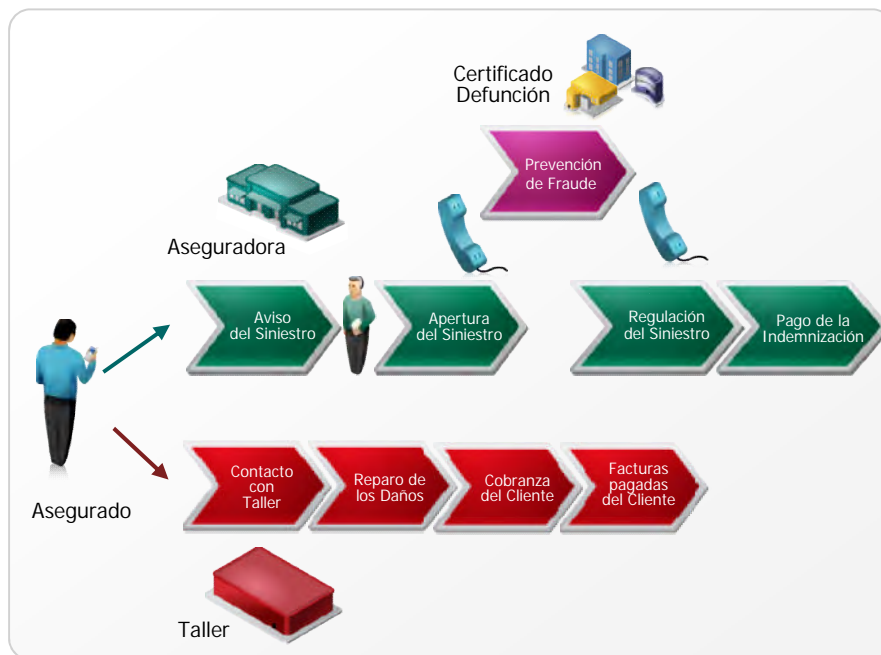 Certificado
Defunción
Prevención
de Fraude
Aseguradora
Aviso
del Siniestro
Apertura
del Siniestro
Regulación
del Siniestro
Pago de la
Indemnización
Asegurado
Contacto
con
Taller
Reparo de
los Daños
Cobranza
del Cliente
Facturas
pagadas
del Cliente
Taller